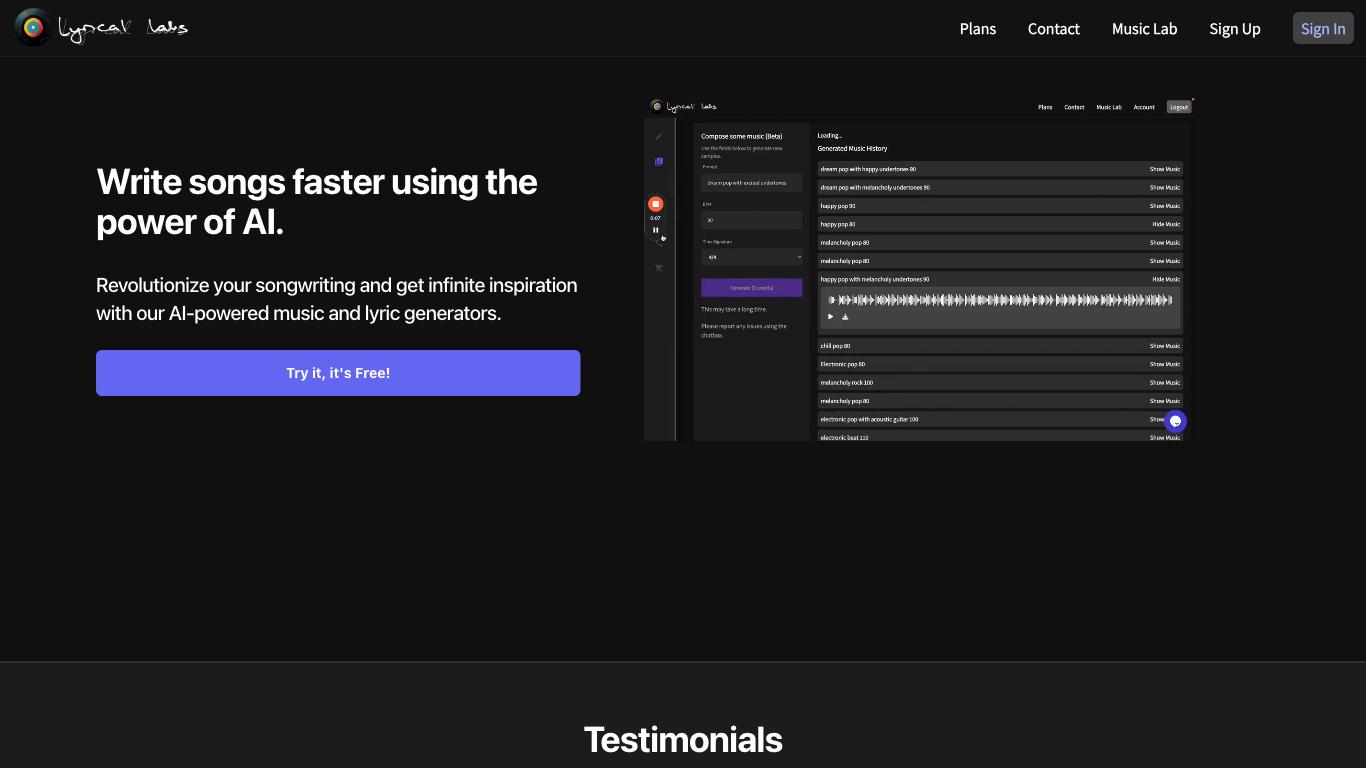 Lyrical Labs
Plans
Contact
Music Lab
Sign Up
Sign In
Write songs faster using the
power of AI.
Revolutionize your songwriting and get infinite inspiration
with our AI-powered music and lyric generators.
Try it, it's Free!
Lyrical Labs
Plans
Contact
Music Lab
Account
Logout
0:07
Compose some music (Beta)
Use the fields below to generate new
samples.
Prompt
dream pop with excited undertones
BPM
90
Time Signature
4/4
Generate (5 credits)
This may take a long time.
Please report any issues using the
chatbox.
Loading...
Generated Music History
dream pop with happy undertones 90 Show Music
dream pop with melancholy undertones 90 Show Music
happy pop 90 Show Music
happy pop 80 Hide Music
melancholy pop 80 Show Music
melancholy pop 80 Show Music
happy pop with melancholy undertones 90 Hide Music
chill pop 80 Show Music
Electronic pop 80 Show Music
melancholy rock 100 Show Music
melancholy pop 80 Show Music
electronic pop with acoustic guitar 100 Show
electronic beat 110 Show Music
Testimonials